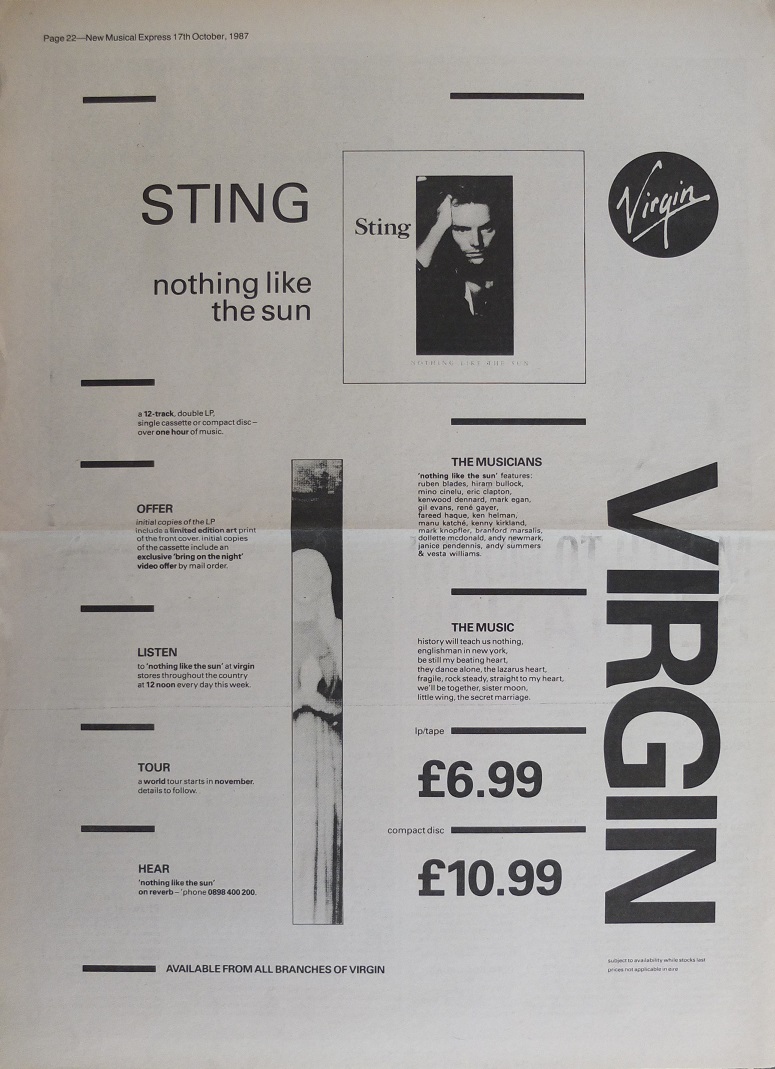 Page 22—New Musical Express 17th October, 1987
STING
nothing like
the sun
Sting
NOTHING LIKE THE SUN
Virgin
a 12-track, double LP,
single cassette or compact disc –
over one hour of music.
OFFER
initial copies of the LP
include a limited edition art print
of the front cover. initial copies
of the cassette include an
exclusive 'bring on the night'
video offer by mail order.
LISTEN
to 'nothing like the sun' at virgin
stores throughout the country
at 12 noon every day this week.
TOUR
a world tour starts in november.
details to follow.
HEAR
'nothing like the sun'
on reverb – 'phone 0898 400 200.
THE MUSICIANS
'nothing like the sun' features:
ruben blades, hiram bullock,
mino cinelu, eric clapton,
kenwood dennard, mark egan,
gil evans, rené gayer,
fareed haque, ken helman,
manu katché, kenny kirkland,
mark knopfler, branford marsalis,
dollette mcdonald, andy newmark,
janice pendennis, andy summers
& vesta williams.
THE MUSIC
history will teach us nothing,
englishman in new york,
be still my beating heart,
they dance alone, the lazarus heart,
fragile, rock steady, straight to my heart,
we'll be together, sister moon,
little wing, the secret marriage.
lp/tape
£6.99
compact disc
£10.99
VIRGIN
AVAILABLE FROM ALL BRANCHES OF VIRGIN
subject to availability while stocks last
prices not applicable in eire